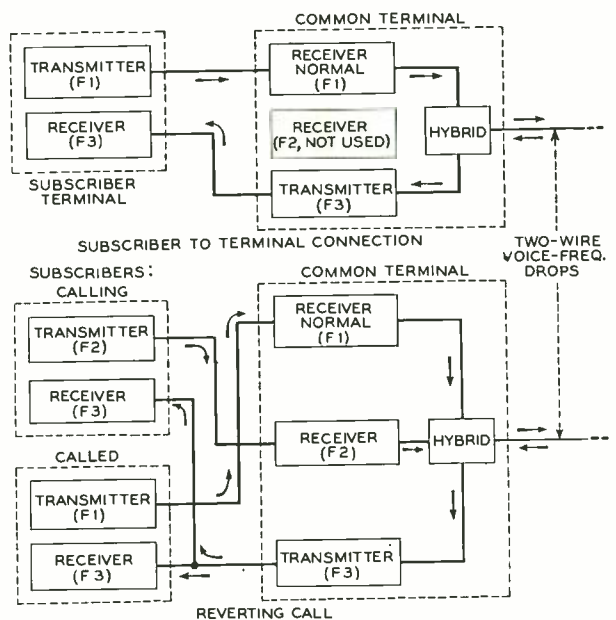 COMMON TERMINAL
TRANSMITTER
(F1)
RECEIVER
NORMAL
(F1)
RECEIVER
(F3)
RECEIVER
(F2, NOT USED)
HYBRID
SUBSCRIBER
TERMINAL
TRANSMITTER
(F3)
SUBSCRIBER TO TERMINAL CONNECTION
TWO-WIRE
VOICE-FREQ.
DROPS
SUBSCRIBERS:
CALLING
COMMON TERMINAL
TRANSMITTER
(F2)
RECEIVER
NORMAL
(F1)
RECEIVER
(F3)
CALLED
RECEIVER
(F2)
HYBRID
TRANSMITTER
(F1)
RECEIVER
(F3)
TRANSMITTER
(F3)
REVERTING CALL